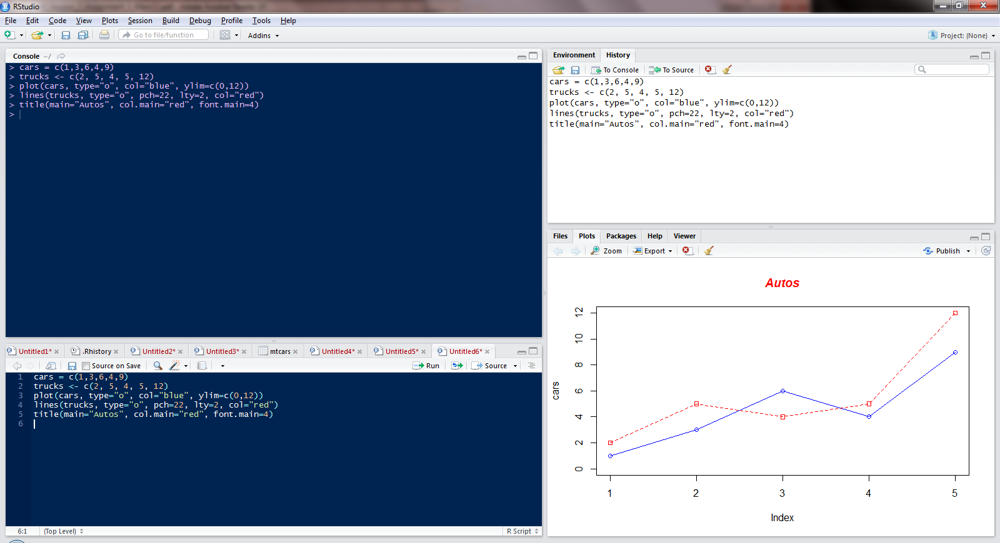 RStudio
File Edit Code View Plots Session Build Debug Profile Tools Help
Go to file/function Addins Project: (None)
Console ~/
> cars = c(1,3,6,4,9)
> trucks <- c(2, 5, 4, 5, 12)
> plot(cars, type="o", col="blue", ylim=c(0,12))
> lines(trucks, type="o", pch=22, lty=2, col="red")
> title(main="Autos", col.main="red", font.main=4)
>
Untitled1* .Rhistory Untitled2* Untitled3* mtcars Untitled4* Untitled5* Untitled6*
Source on Save Run Source
1 cars = c(1,3,6,4,9)
2 trucks <- c(2, 5, 4, 5, 12)
3 plot(cars, type="o", col="blue", ylim=c(0,12))
4 lines(trucks, type="o", pch=22, lty=2, col="red")
5 title(main="Autos", col.main="red", font.main=4)
6
6:1 (Top Level) R Script
Environment History
To Console To Source
cars = c(1,3,6,4,9)
trucks <- c(2, 5, 4, 5, 12)
plot(cars, type="o", col="blue", ylim=c(0,12))
lines(trucks, type="o", pch=22, lty=2, col="red")
title(main="Autos", col.main="red", font.main=4)
Files Plots Packages Help Viewer
Zoom Export Publish
Autos
12
10
8
6
4
2
0
cars
1 2 3 4 5
Index